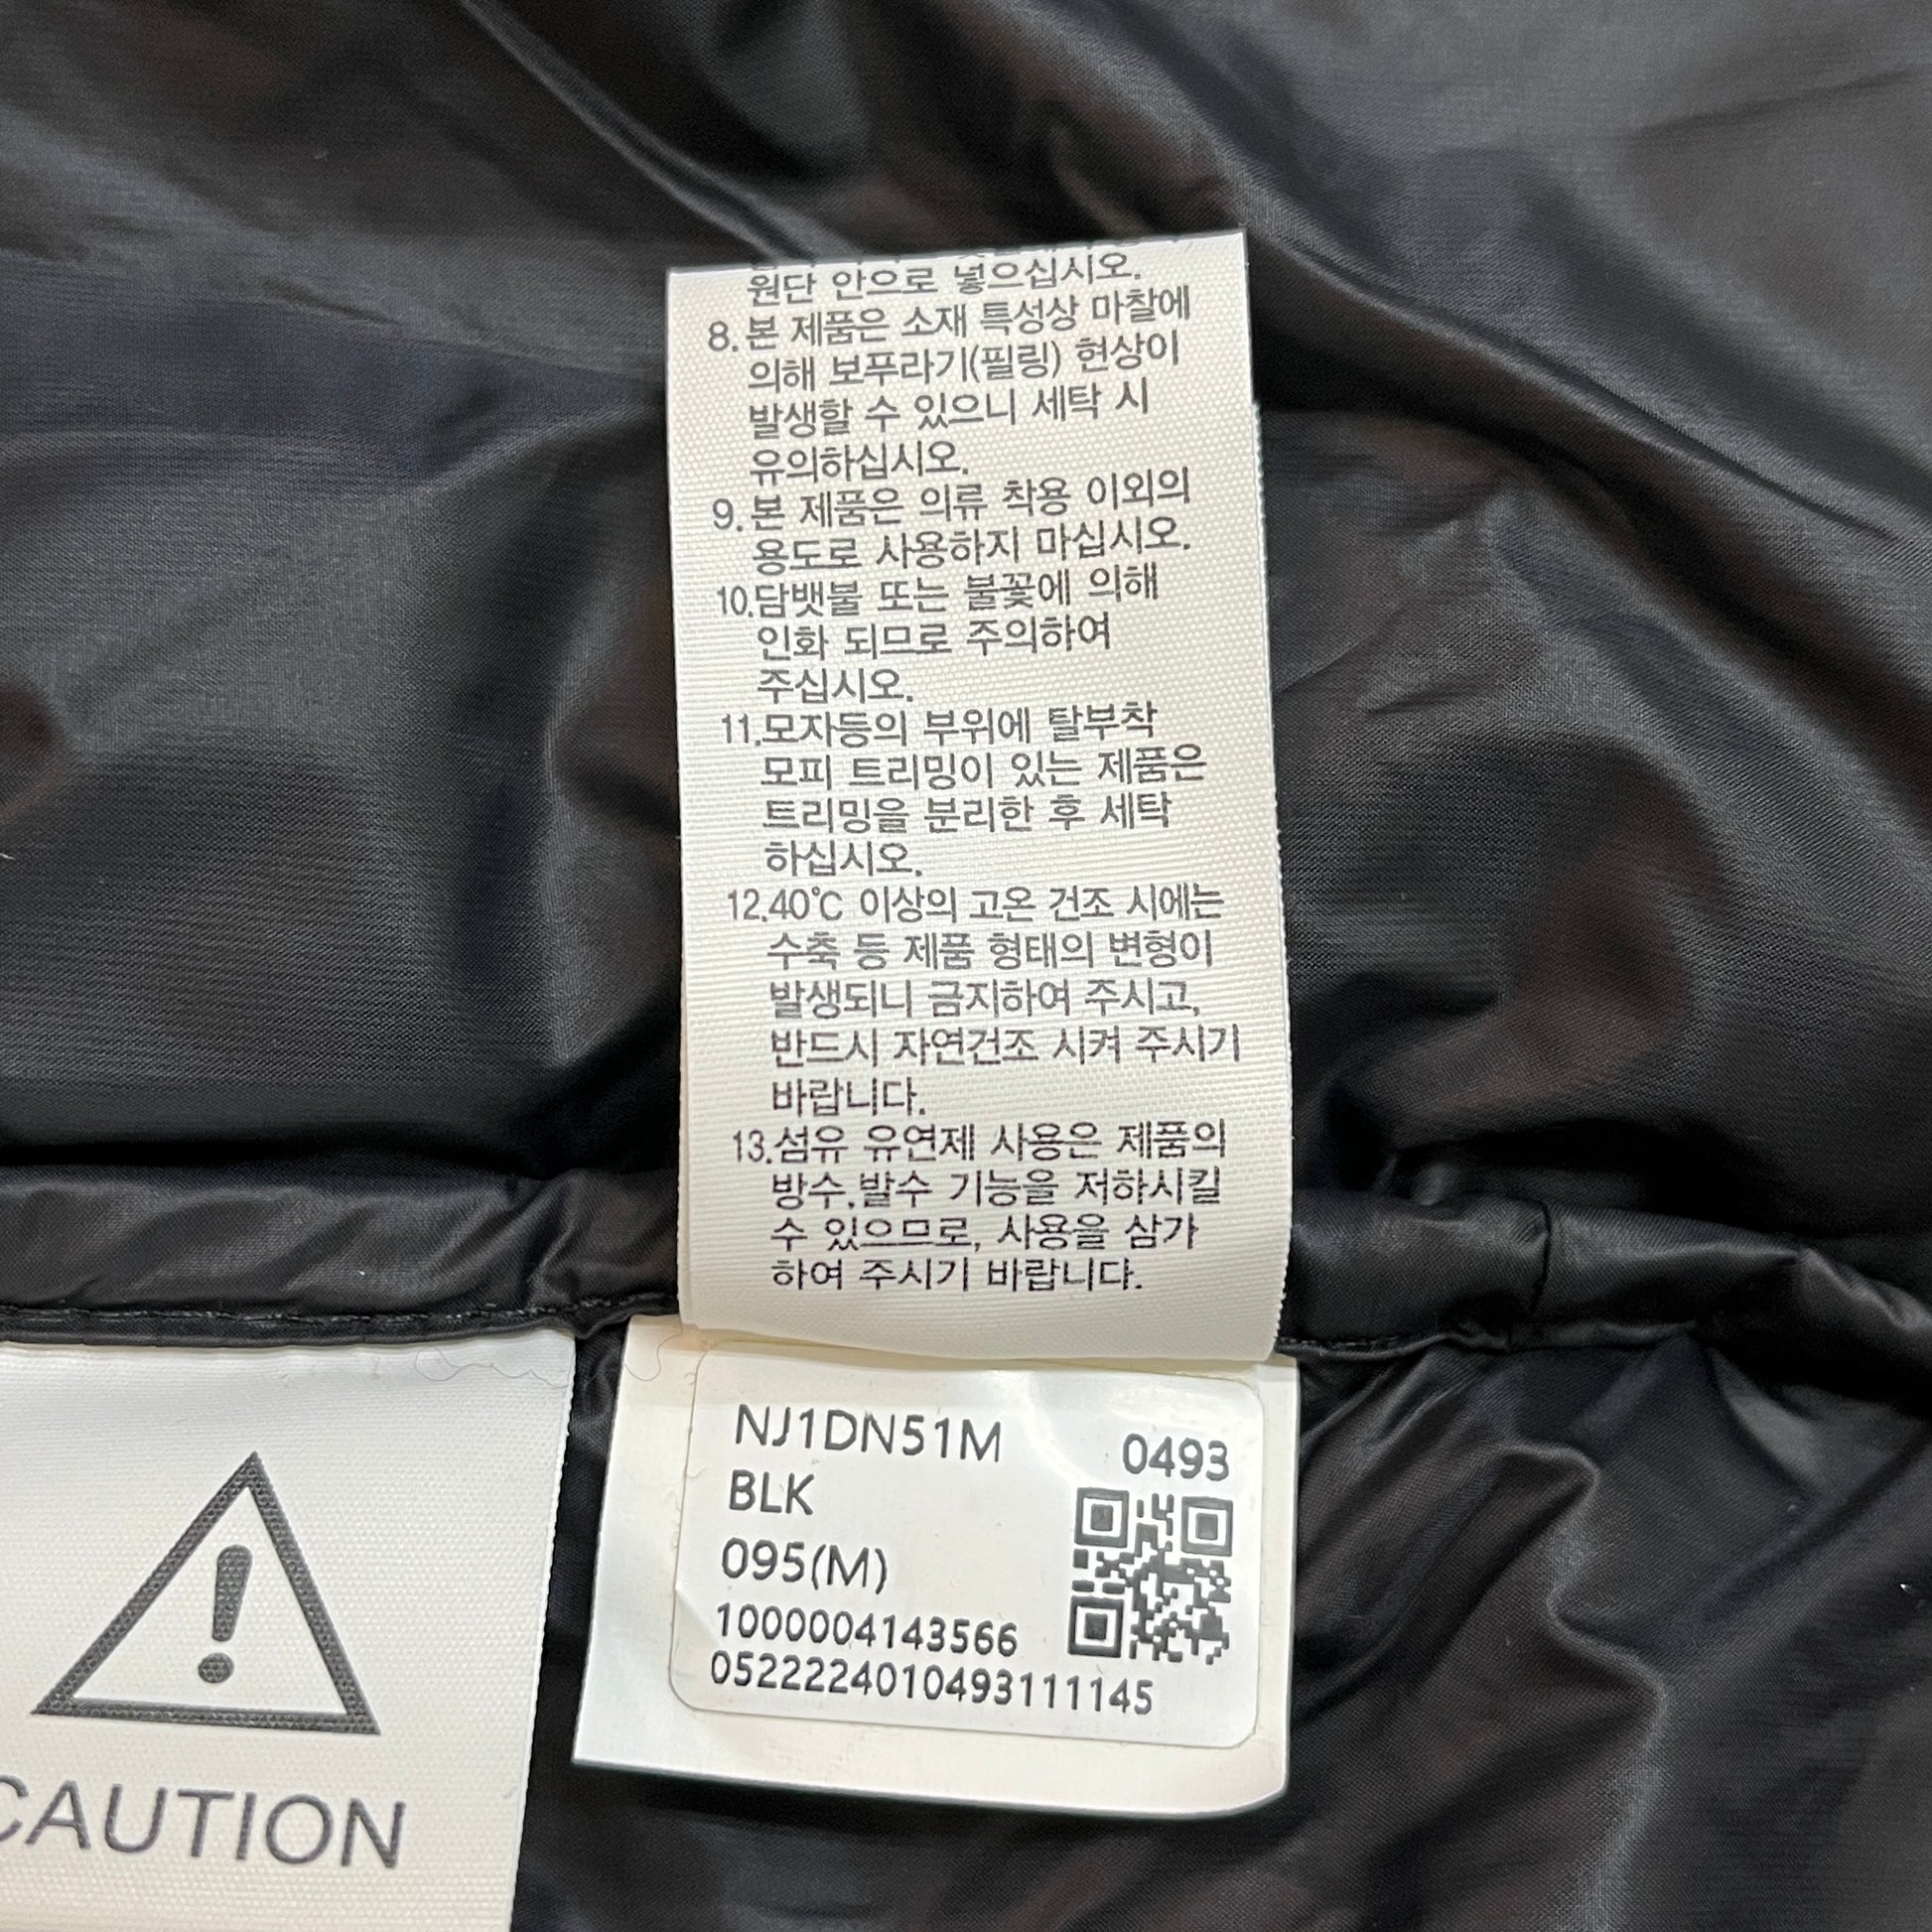 원단 안으로 넣으십시오.
8.본 제품은 소재 특성상 마찰에
의해 보푸라기(필링) 현상이
발생할 수 있으니 세탁 시
유의하십시오.
9.본 제품은 의류 착용 이외의
용도로 사용하지 마십시오.
10.담뱃불 또는 불꽃에 의해
인화 되므로 주의하여
주십시오.
11.모자등의 부위에 탈부착
모피 트리밍이 있는 제품은
트리밍을 분리한 후 세탁
하십시오.
12.40℃ 이상의 고온 건조 시에는
수축 등 제품 형태의 변형이
발생되니 금지하여 주시고,
반드시 자연건조 시켜 주시기
바랍니다.
13.섬유 유연제 사용은 제품의
방수.발수 기능을 저하시킬
수 있으므로, 사용을 삼가
하여 주시기 바랍니다.
NJ1DN51M
0493
BLK
095(M)
1000004143566
0522224010493111145
CAUTION